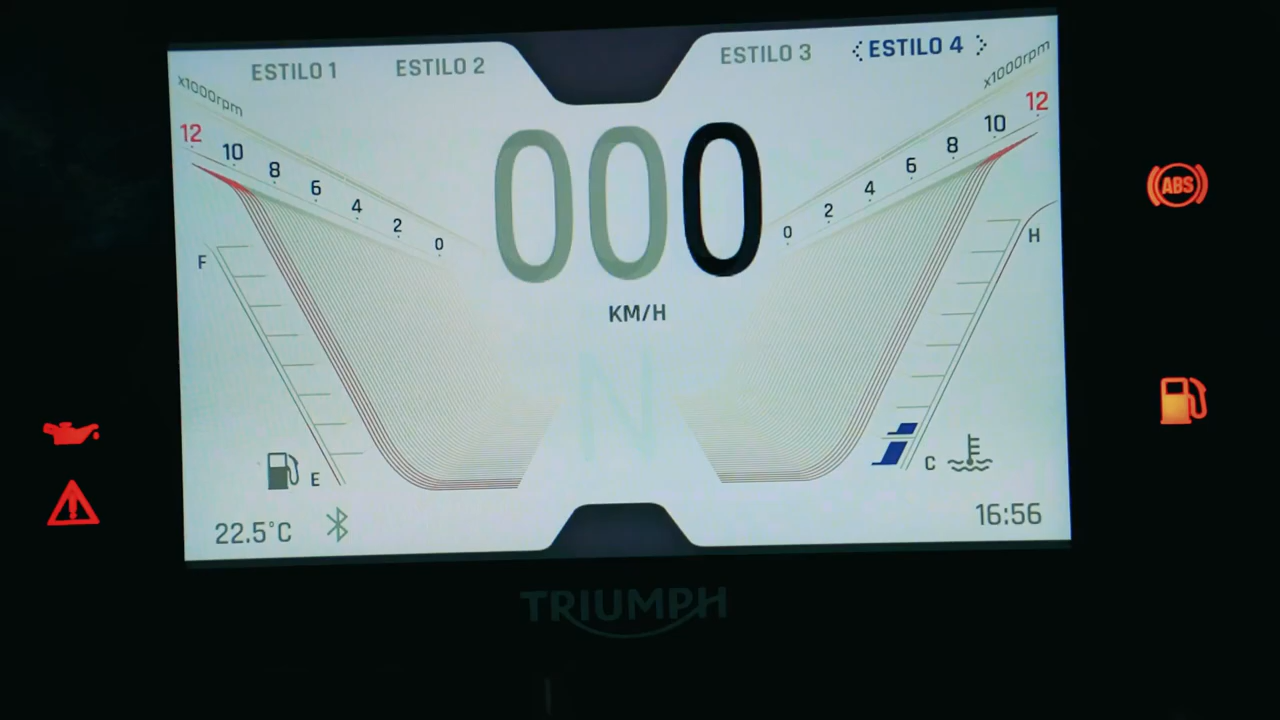 ESTILO 1 ESTILO 2 ESTILO 3 ESTILO 4
x1000rpm x1000rpm
12 10 8 6 4 2 0
0 2 4 6 8 10 12
000
KM/H
N
F E
H C
ABS
22.5°C 16:56
TRIUMPH